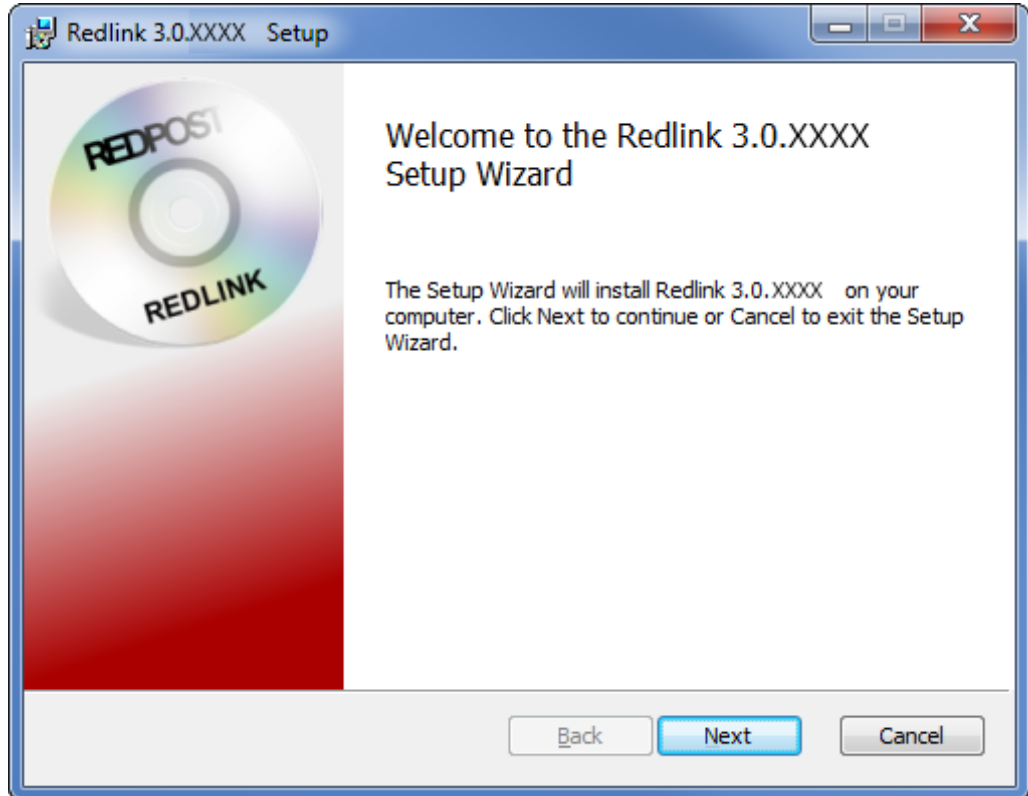 Redlink 3.0.XXXX Setup
REDPOST
REDLINK
Welcome to the Redlink 3.0.XXXX
Setup Wizard
The Setup Wizard will install Redlink 3.0.XXXX on your
computer. Click Next to continue or Cancel to exit the Setup
Wizard.
Back
Next
Cancel